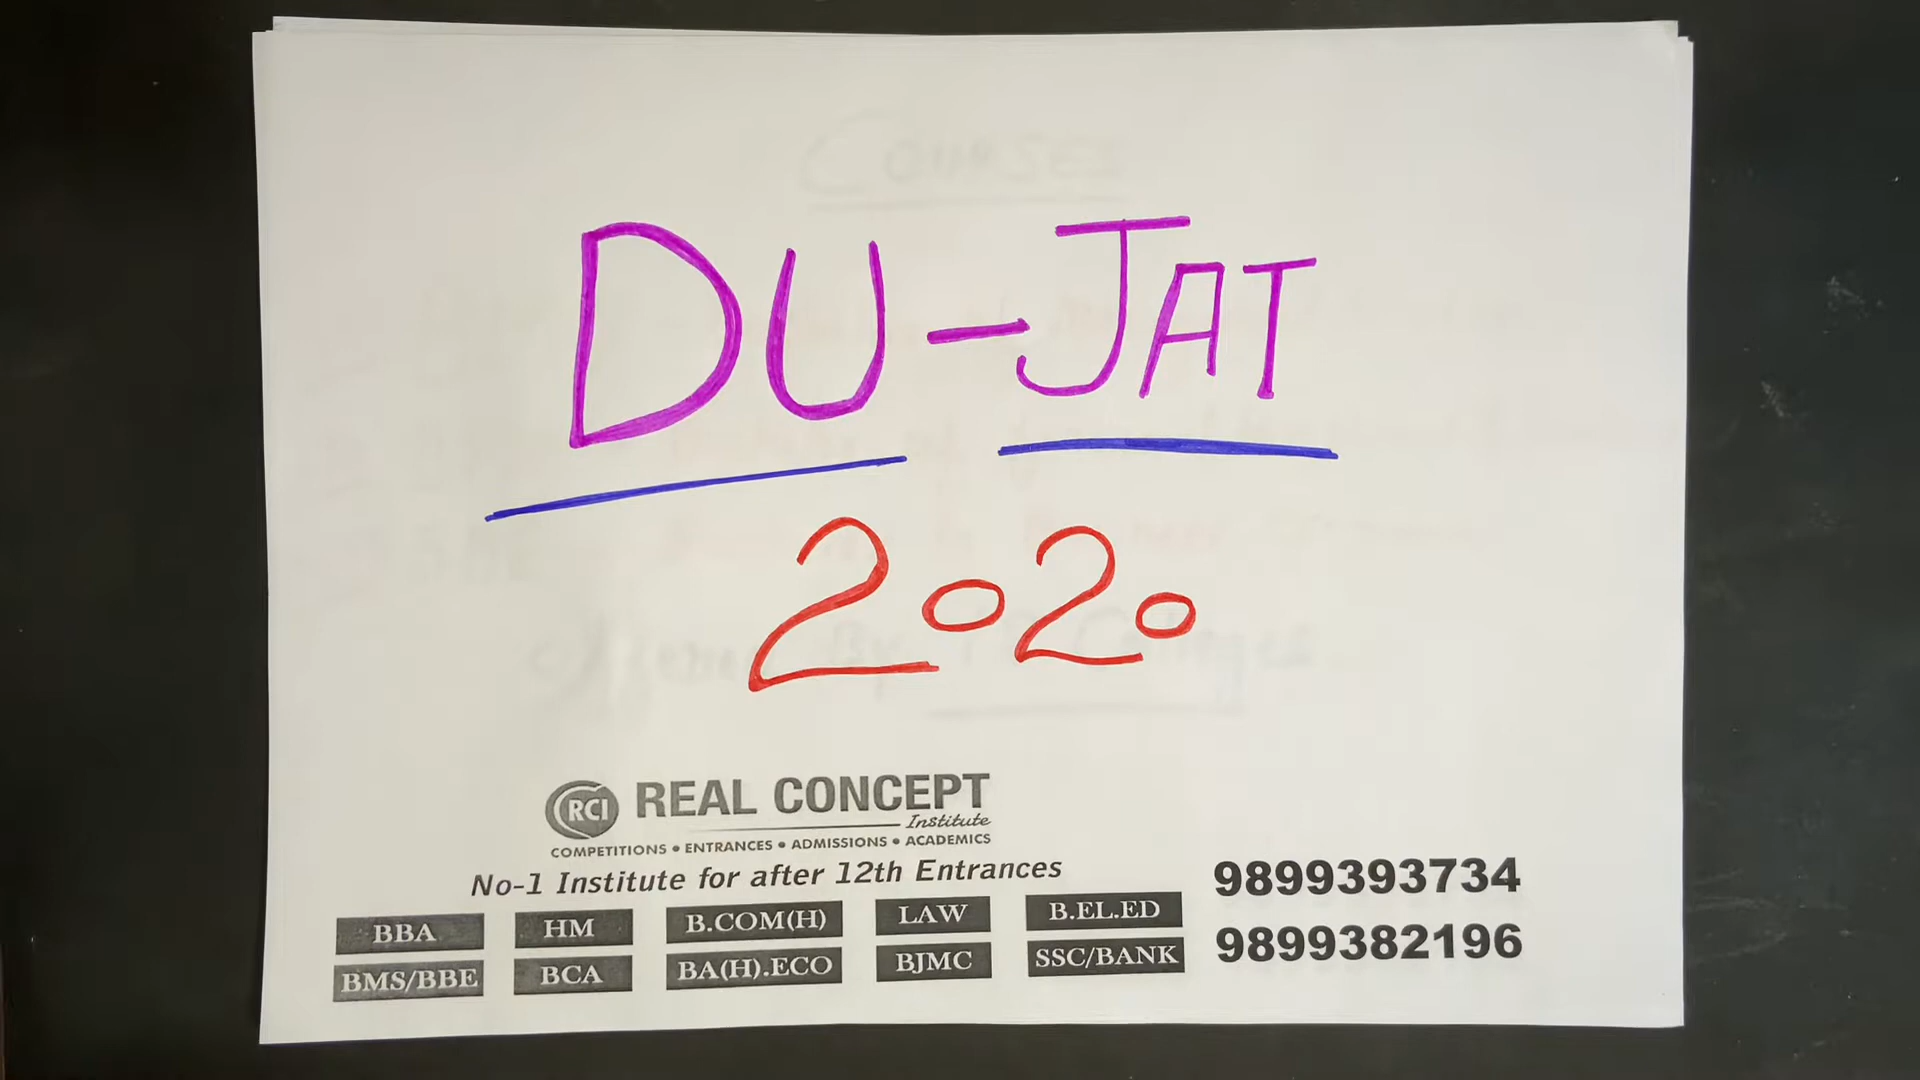 DU-JAT
2020
RCI REAL CONCEPT
Institute
COMPETITIONS • ENTRANCES • ADMISSIONS • ACADEMICS
No-1 Institute for after 12th Entrances
BBA HM B.COM(H) LAW B.EL.ED
BMS/BBE BCA BA(H).ECO BJMC SSC/BANK
9899393734
9899382196